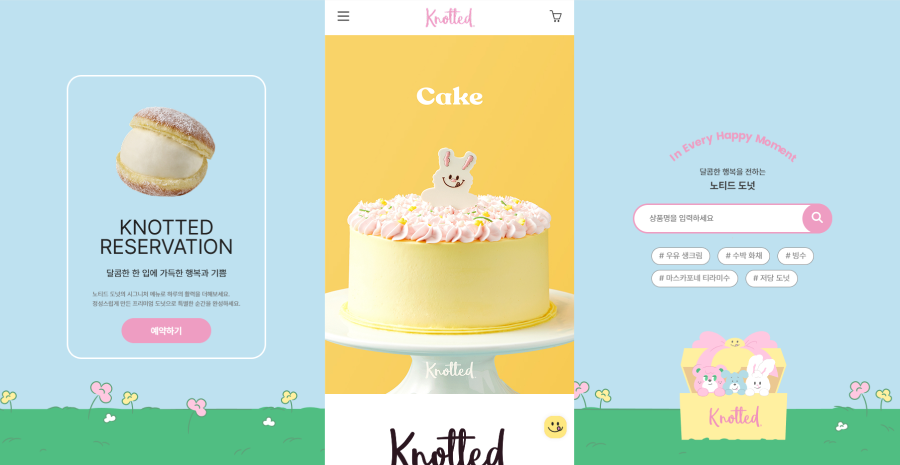 KNOTTED
RESERVATION
달콤한 한 입에 가득한 행복과 기쁨
노티드 도넛의 시그니처 메뉴로 하루의 활력을 더해보세요.
정성스럽게 만든 프리미엄 도넛으로 특별한 순간을 완성하세요.
예약하기
Knotted
Cake
Knotted
Knotted
In Every Happy Moment
달콤한 행복을 전하는
노티드 도넛
상품명을 입력하세요
# 우유 생크림 # 수박 화채 # 빙수
# 마스카포네 티라미수 # 저당 도넛
Knotted